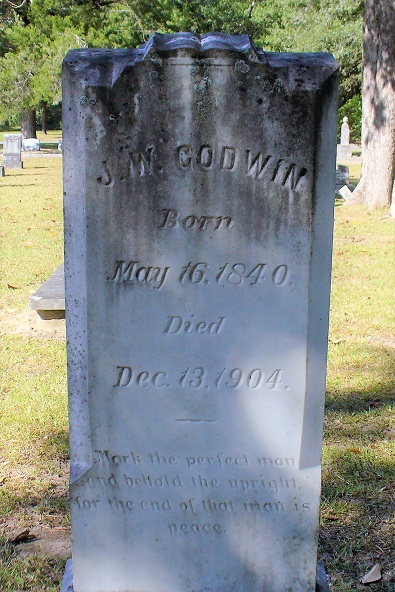 J. W. GODWIN
Born
May 16, 1840.
Died
Dec. 13, 1904.
Mark the perfect man
and behold the upright,
for the end of that man is
peace.